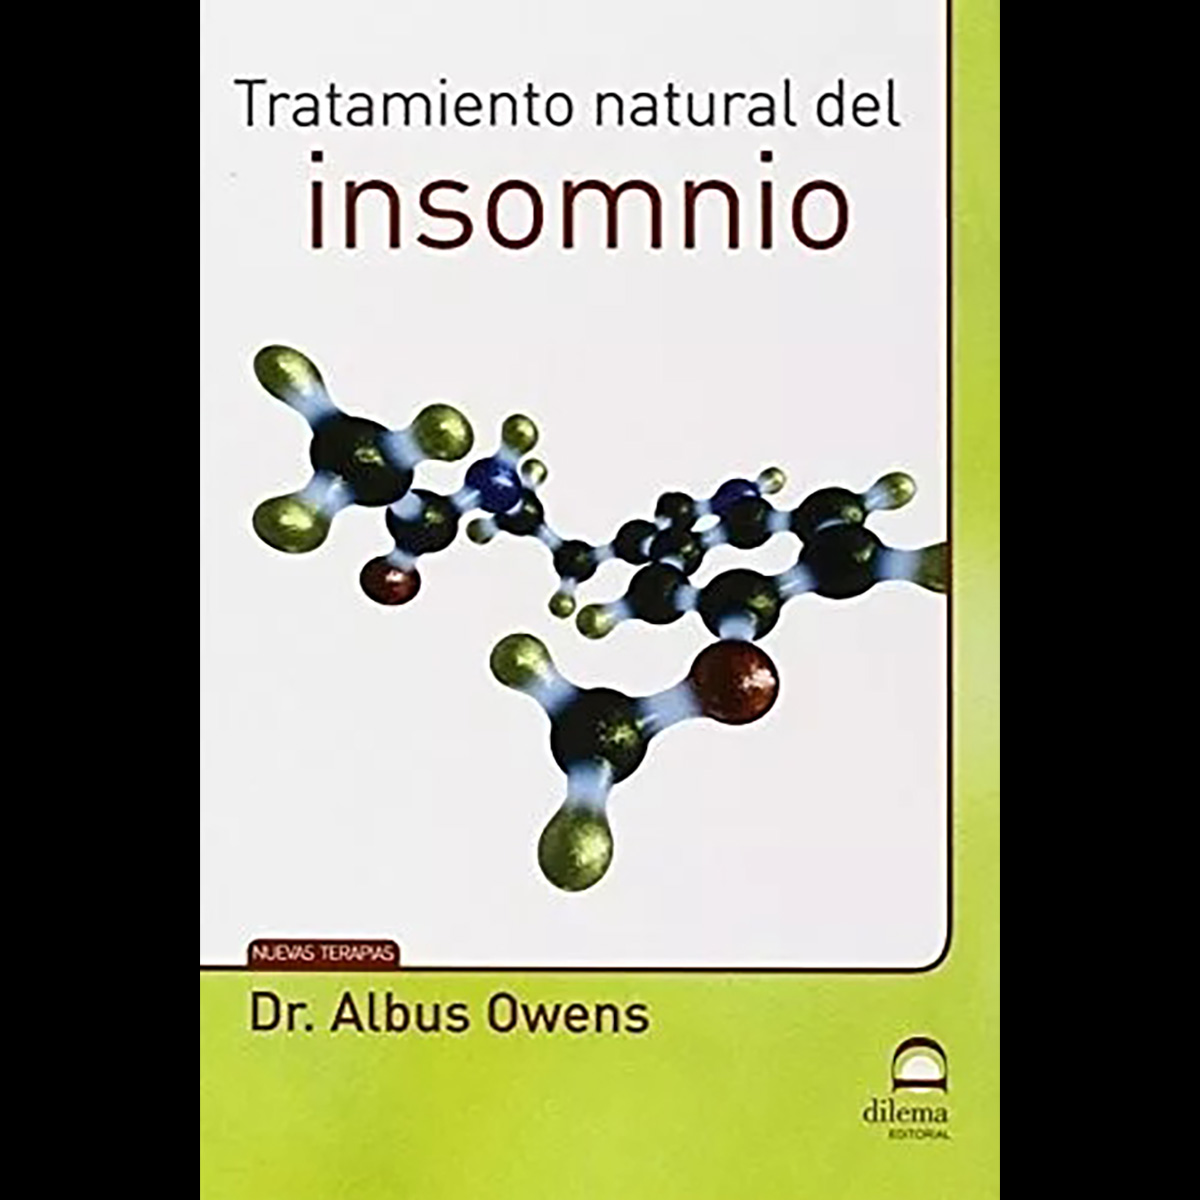 Tratamiento natural del
insomnio
NUEVAS TERAPIAS
Dr. Albus Owens
dilema
EDITORIAL